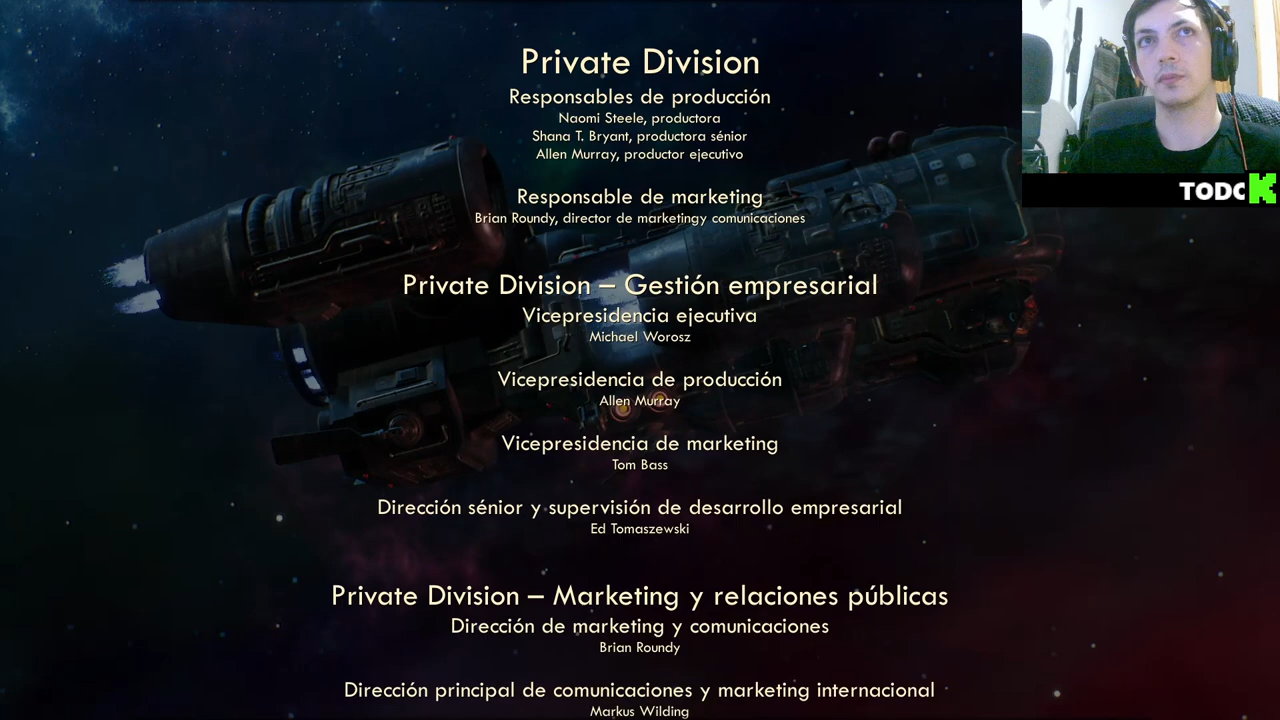 Private Division
Responsables de producción
Naomi Steele, productora
Shana T. Bryant, productora sénior
Allen Murray, productor ejecutivo
Responsable de marketing
Brian Roundy, director de marketingy comunicaciones
Private Division – Gestión empresarial
Vicepresidencia ejecutiva
Michael Worosz
Vicepresidencia de producción
Allen Murray
Vicepresidencia de marketing
Tom Bass
Dirección sénior y supervisión de desarrollo empresarial
Ed Tomaszewski
Private Division – Marketing y relaciones públicas
Dirección de marketing y comunicaciones
Brian Roundy
Dirección principal de comunicaciones y marketing internacional
Markus Wilding
TODO K